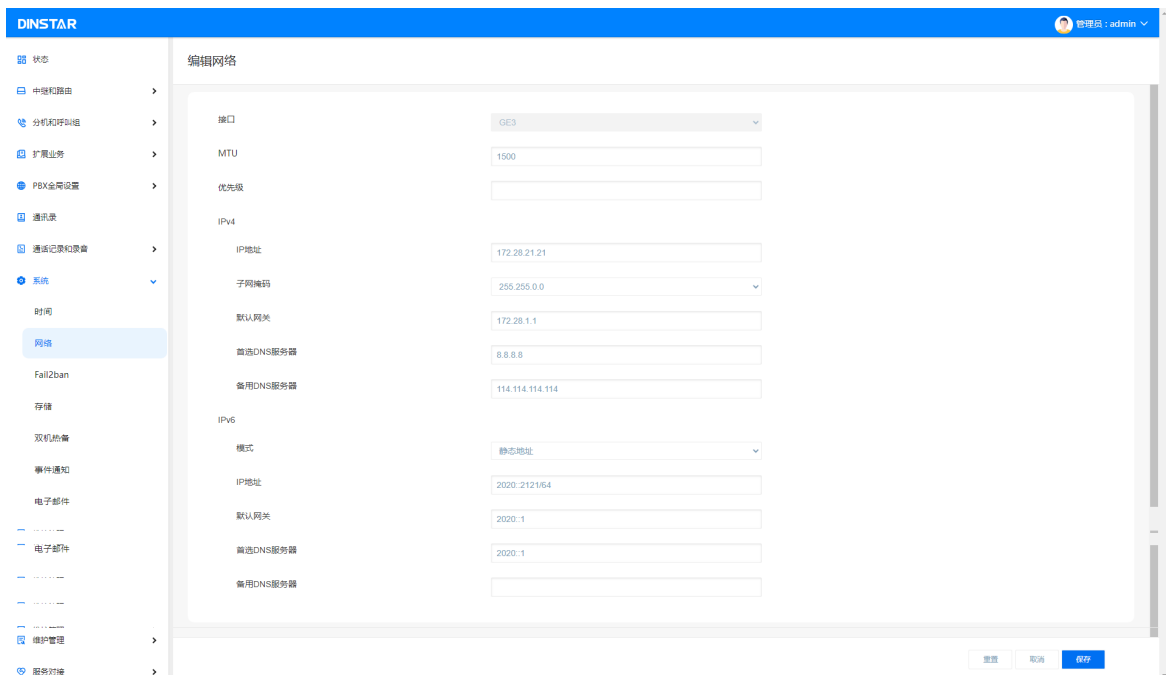 DINSTAR
管理员：admin
状态
中继和路由
分机和呼叫组
扩展业务
PBX全局设置
通讯录
通话记录和录音
系统
时间
网络
Fail2ban
存储
双机热备
事件通知
电子邮件
电子邮件
维护管理
服务对接
编辑网络
接口 GE3
MTU 1500
优先级
IPv4
IP地址 172.28.21.21
子网掩码 255.255.0.0
默认网关 172.28.1.1
首选DNS服务器 8.8.8.8
备用DNS服务器 114.114.114.114
IPv6
模式 静态地址
IP地址 2020::2121/64
默认网关 2020::1
首选DNS服务器 2020::1
备用DNS服务器
重置 取消 保存